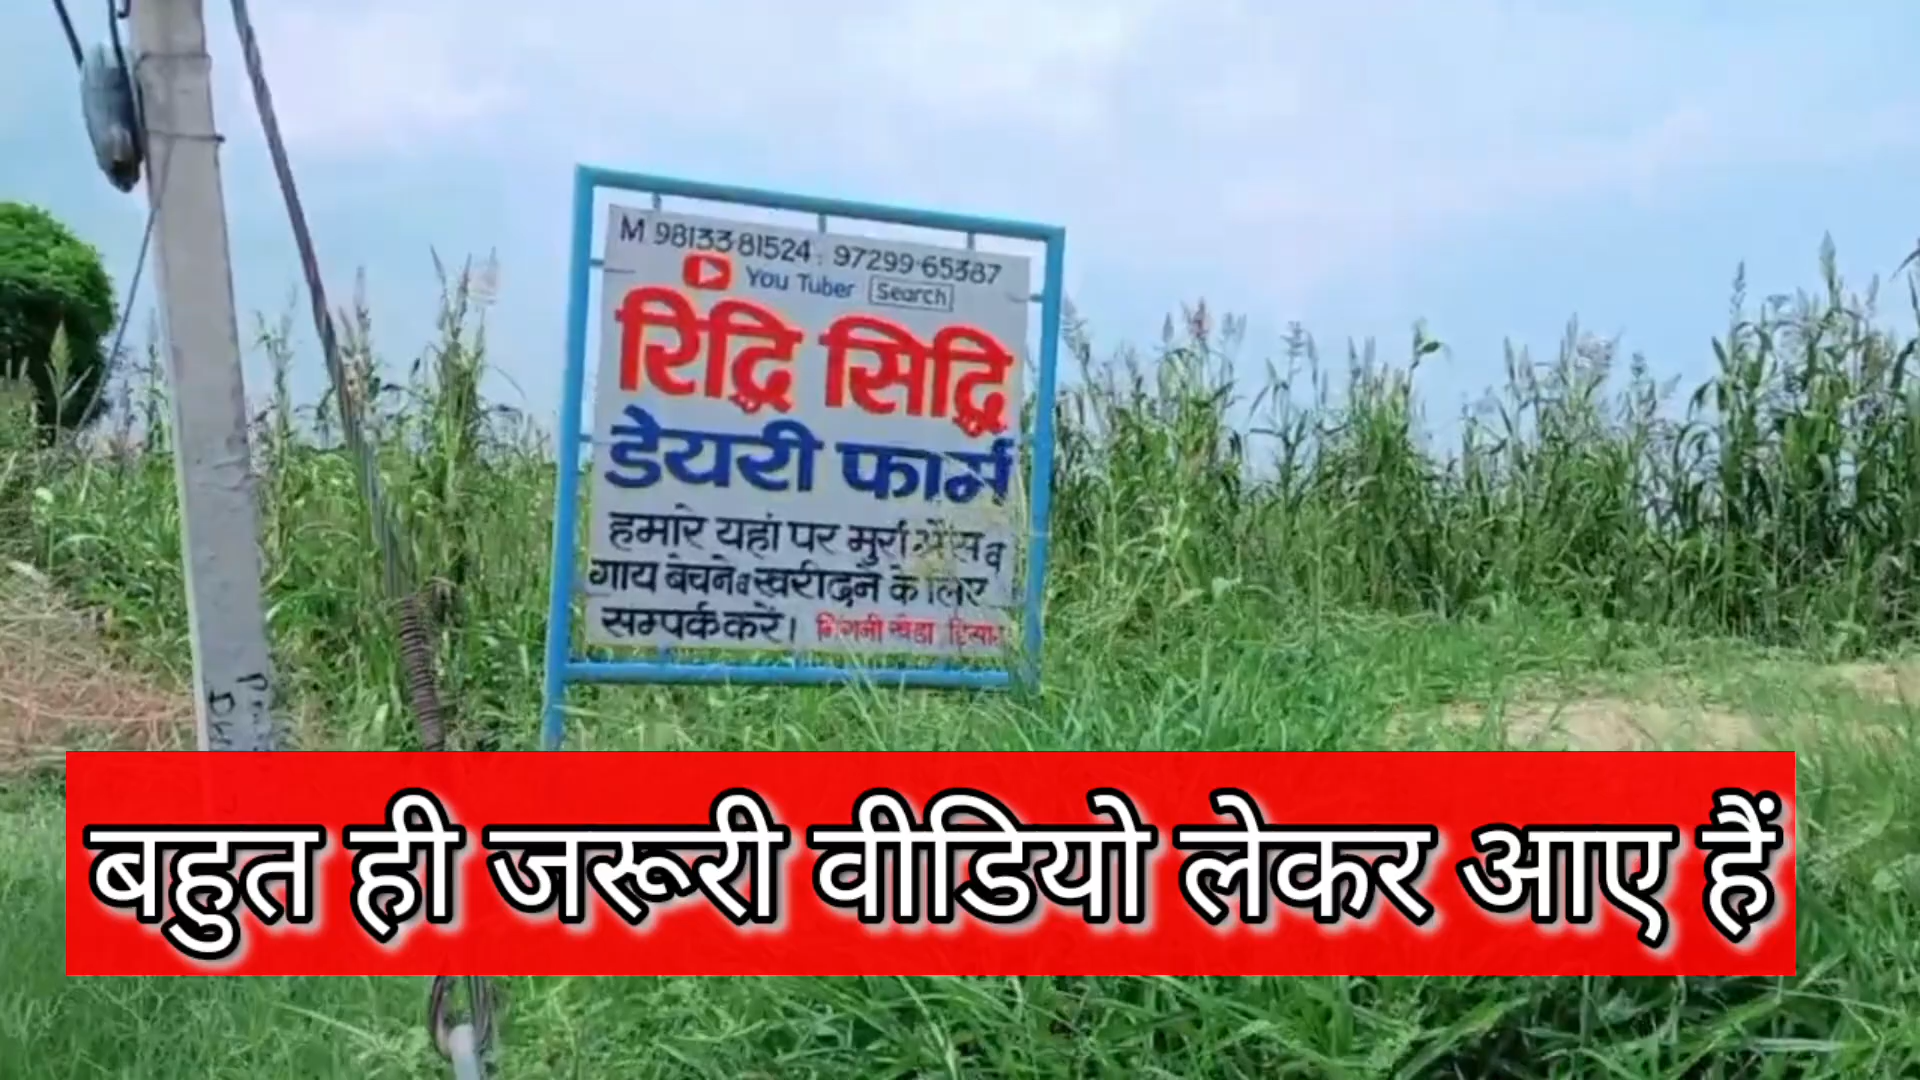 M 98133-81524, 97299-65387
You Tuber Search
रिद्धि सिद्धि
डेयरी फार्म
हमारे यहां पर मुर्रा भैंस व
गाय बेचने व खरीदने के लिए
सम्पर्क करें।
बहुत ही जरूरी वीडियो लेकर आए हैं